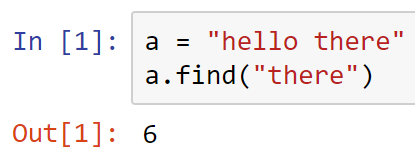 In [1]: a = "hello there"
a.find("there")
Out[1]: 6